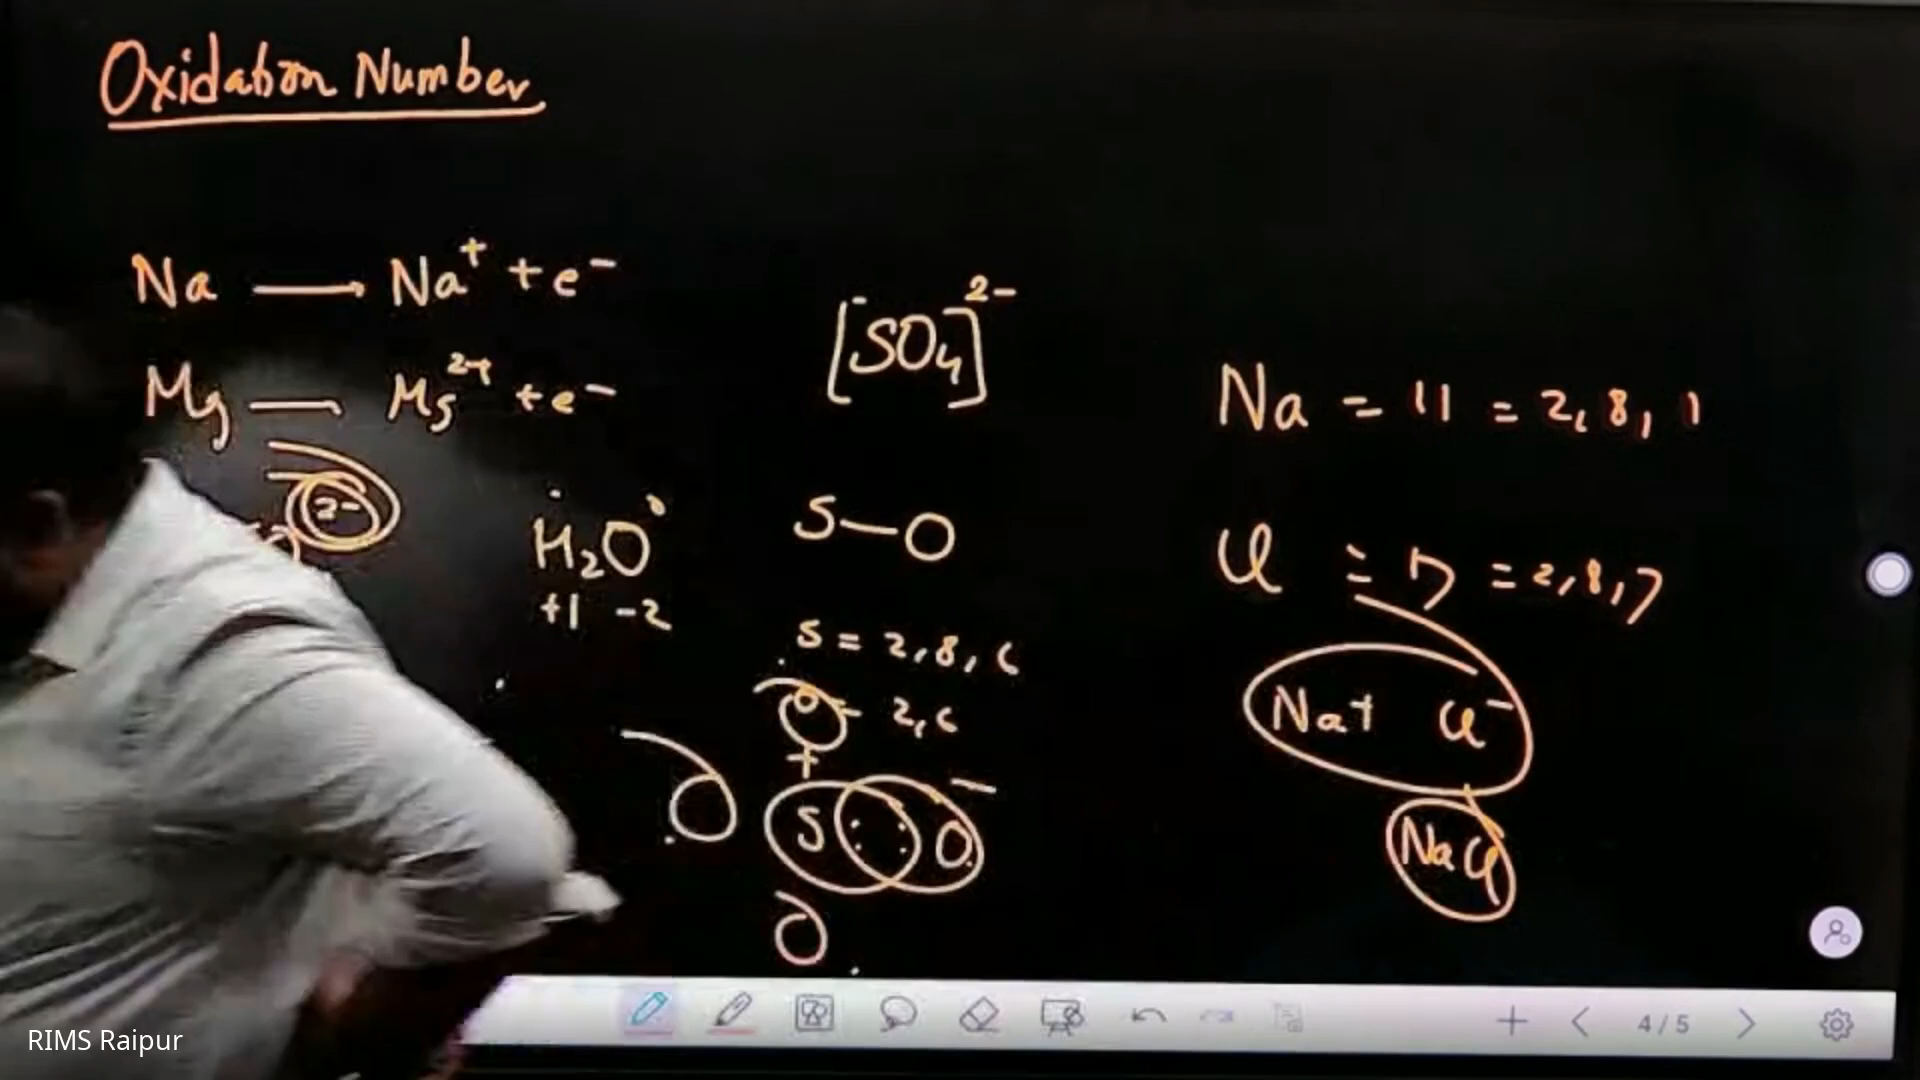 Oxidation Number
Na → Na⁺ + e⁻
Mg — Mg²⁺ + e⁻
2-
H₂O
+1 -2
[SO₄]²⁻
S—O
S = 2, 8, 6
O - 2, 6
+ -
S O
Na = 11 = 2, 8, 1
Cl = 17 = 2, 8, 7
Na⁺ Cl⁻
NaCl
4 / 5
RIMS Raipur